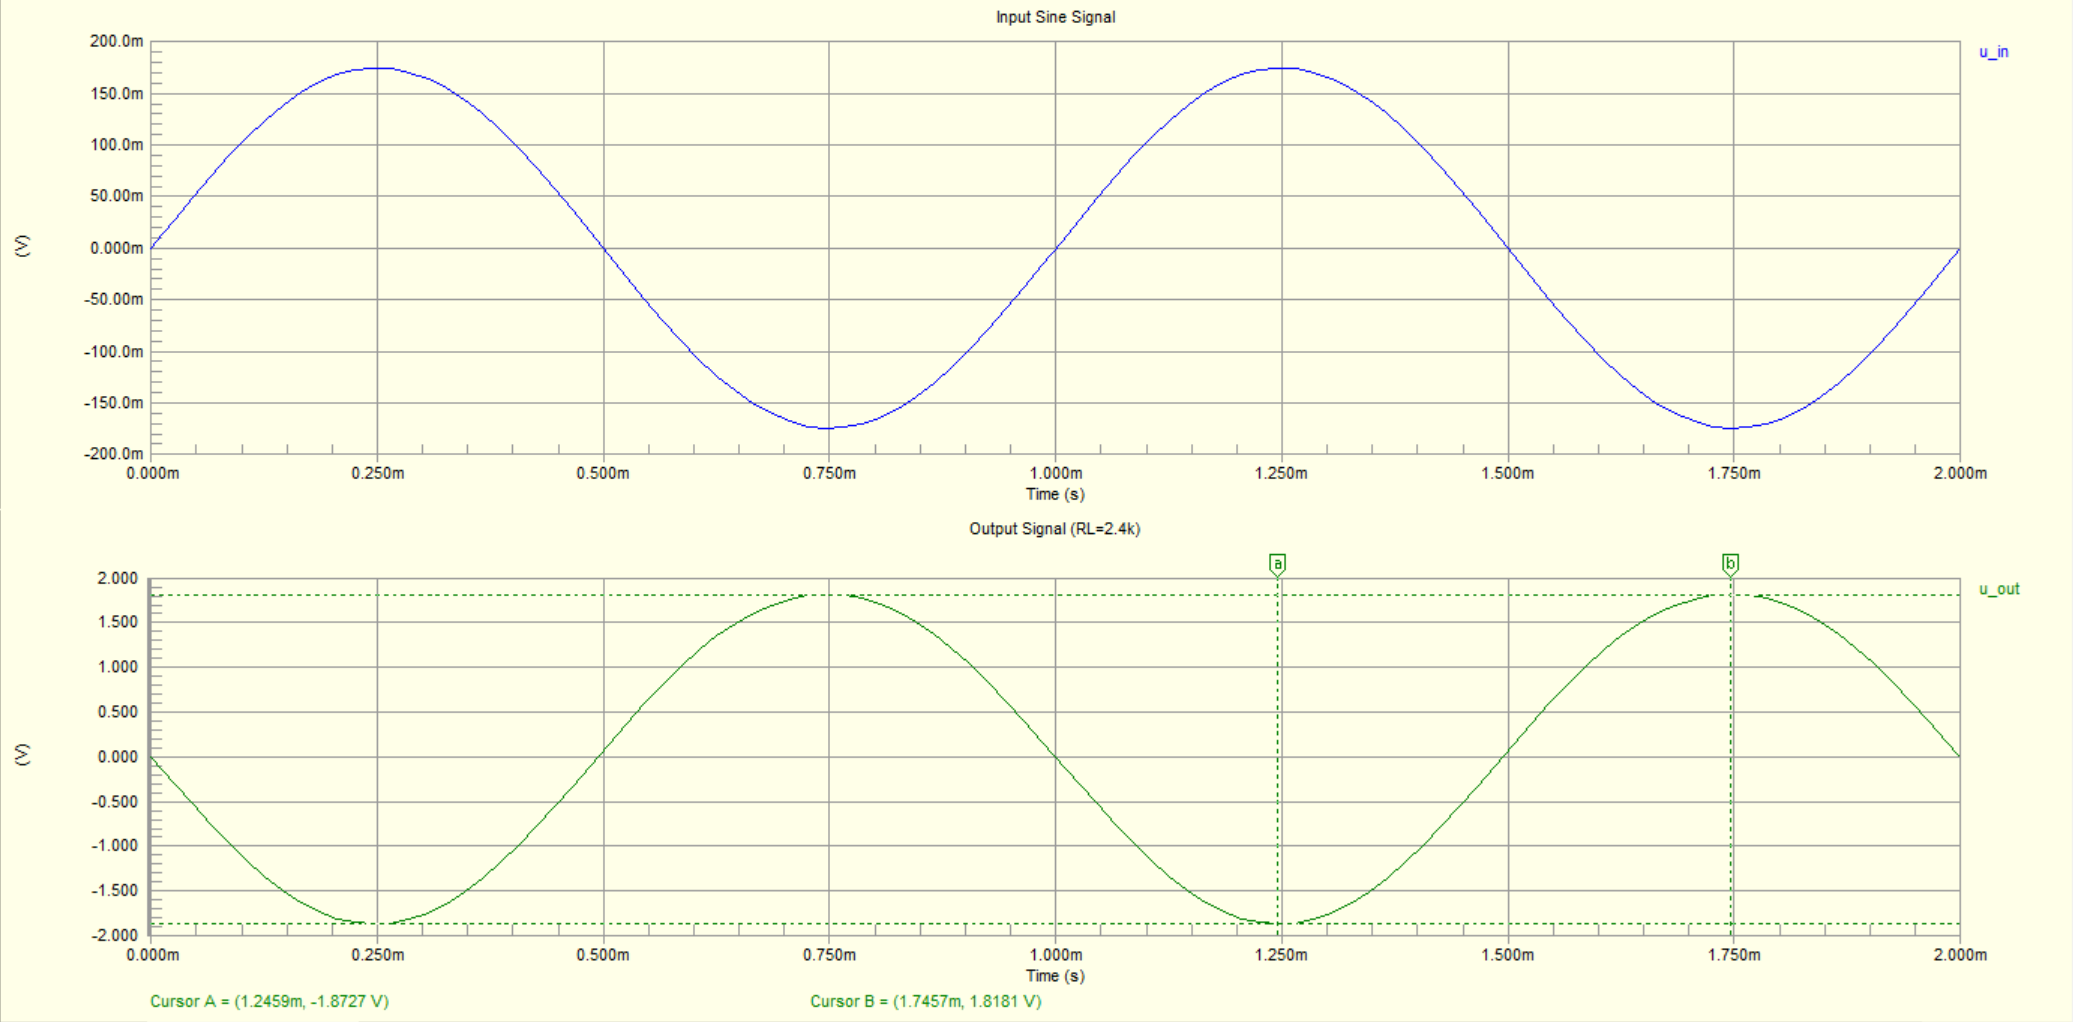 Input Sine Signal
u_in
200.0m
150.0m
100.0m
50.00m
0.000m
-50.00m
-100.0m
-150.0m
-200.0m
(V)
0.000m 0.250m 0.500m 0.750m 1.000m 1.250m 1.500m 1.750m 2.000m
Time (s)
Output Signal (RL=2.4k)
a b
u_out
2.000
1.500
1.000
0.500
0.000
-0.500
-1.000
-1.500
-2.000
(V)
0.000m 0.250m 0.500m 0.750m 1.000m 1.250m 1.500m 1.750m 2.000m
Time (s)
Cursor A = (1.2459m, -1.8727 V) Cursor B = (1.7457m, 1.8181 V)